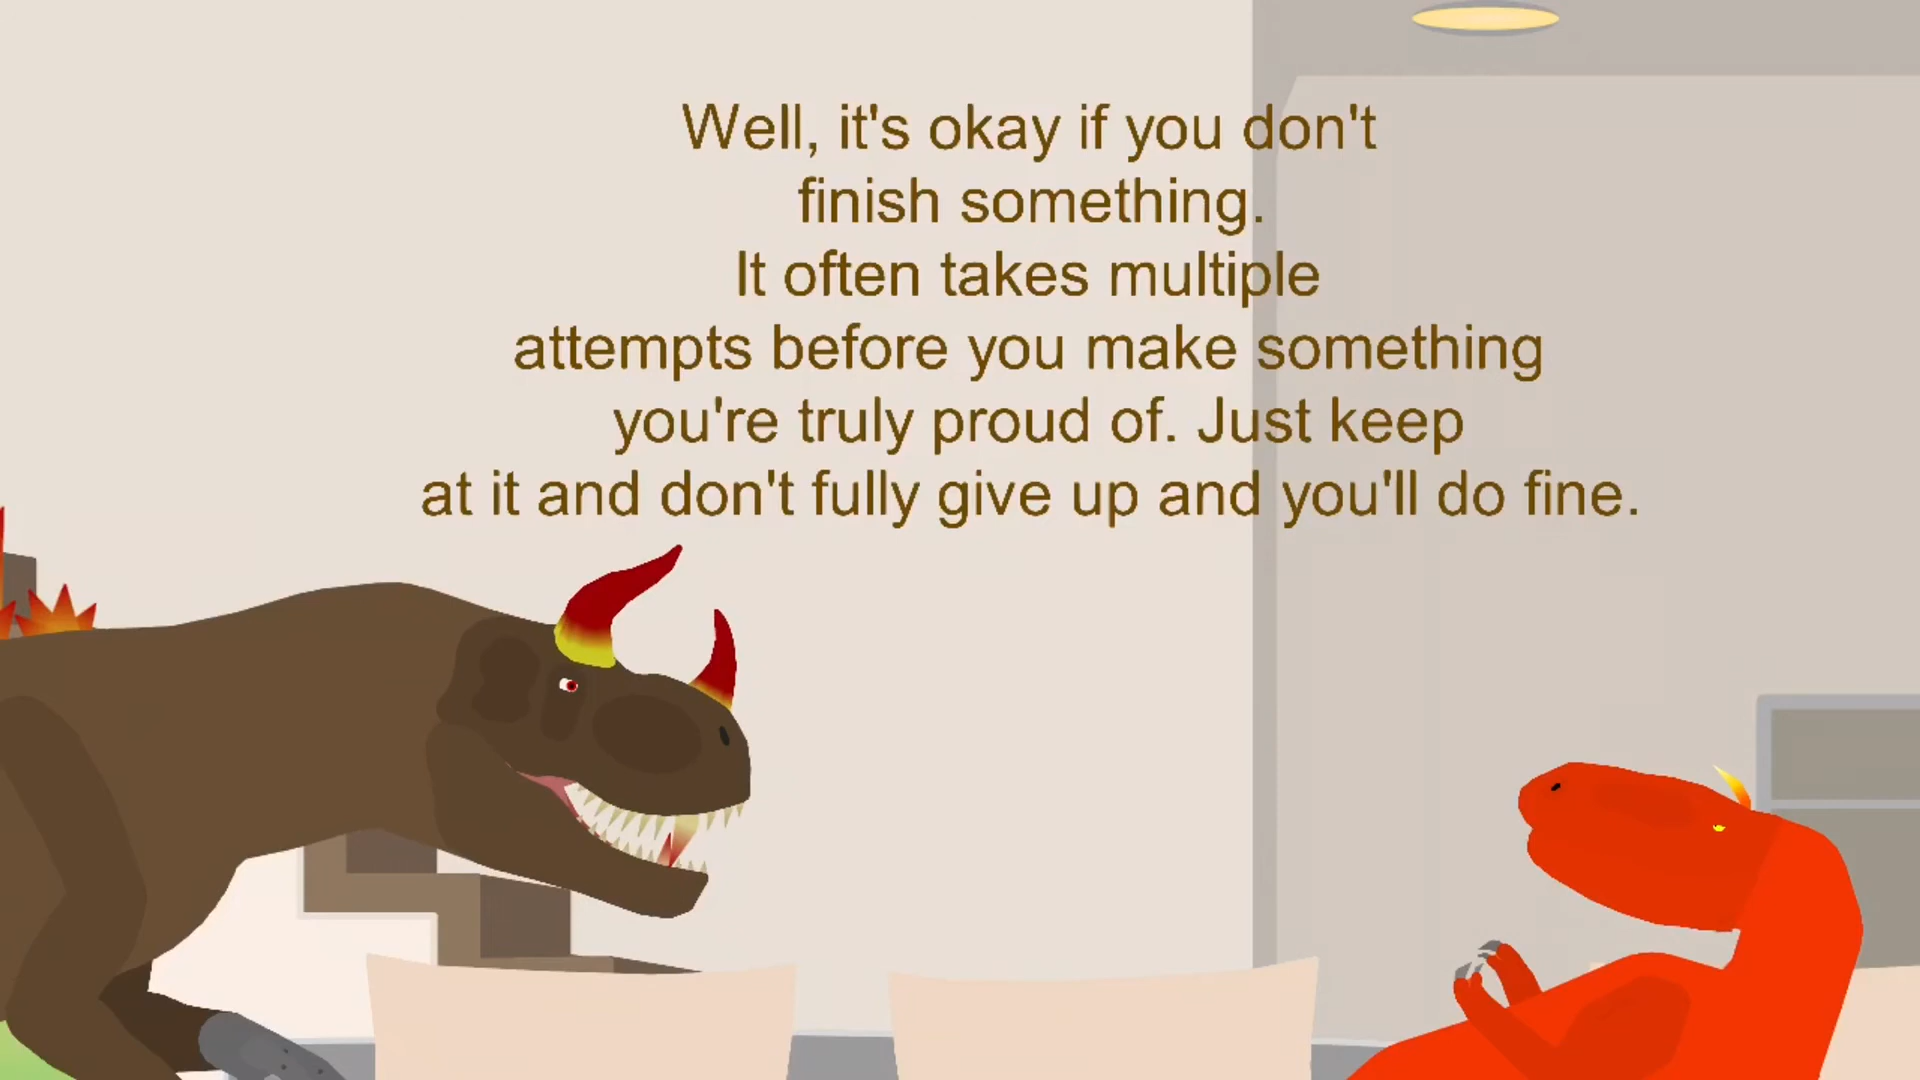 Well, it's okay if you don't
finish something.
It often takes multiple
attempts before you make something
you're truly proud of. Just keep
at it and don't fully give up and you'll do fine.